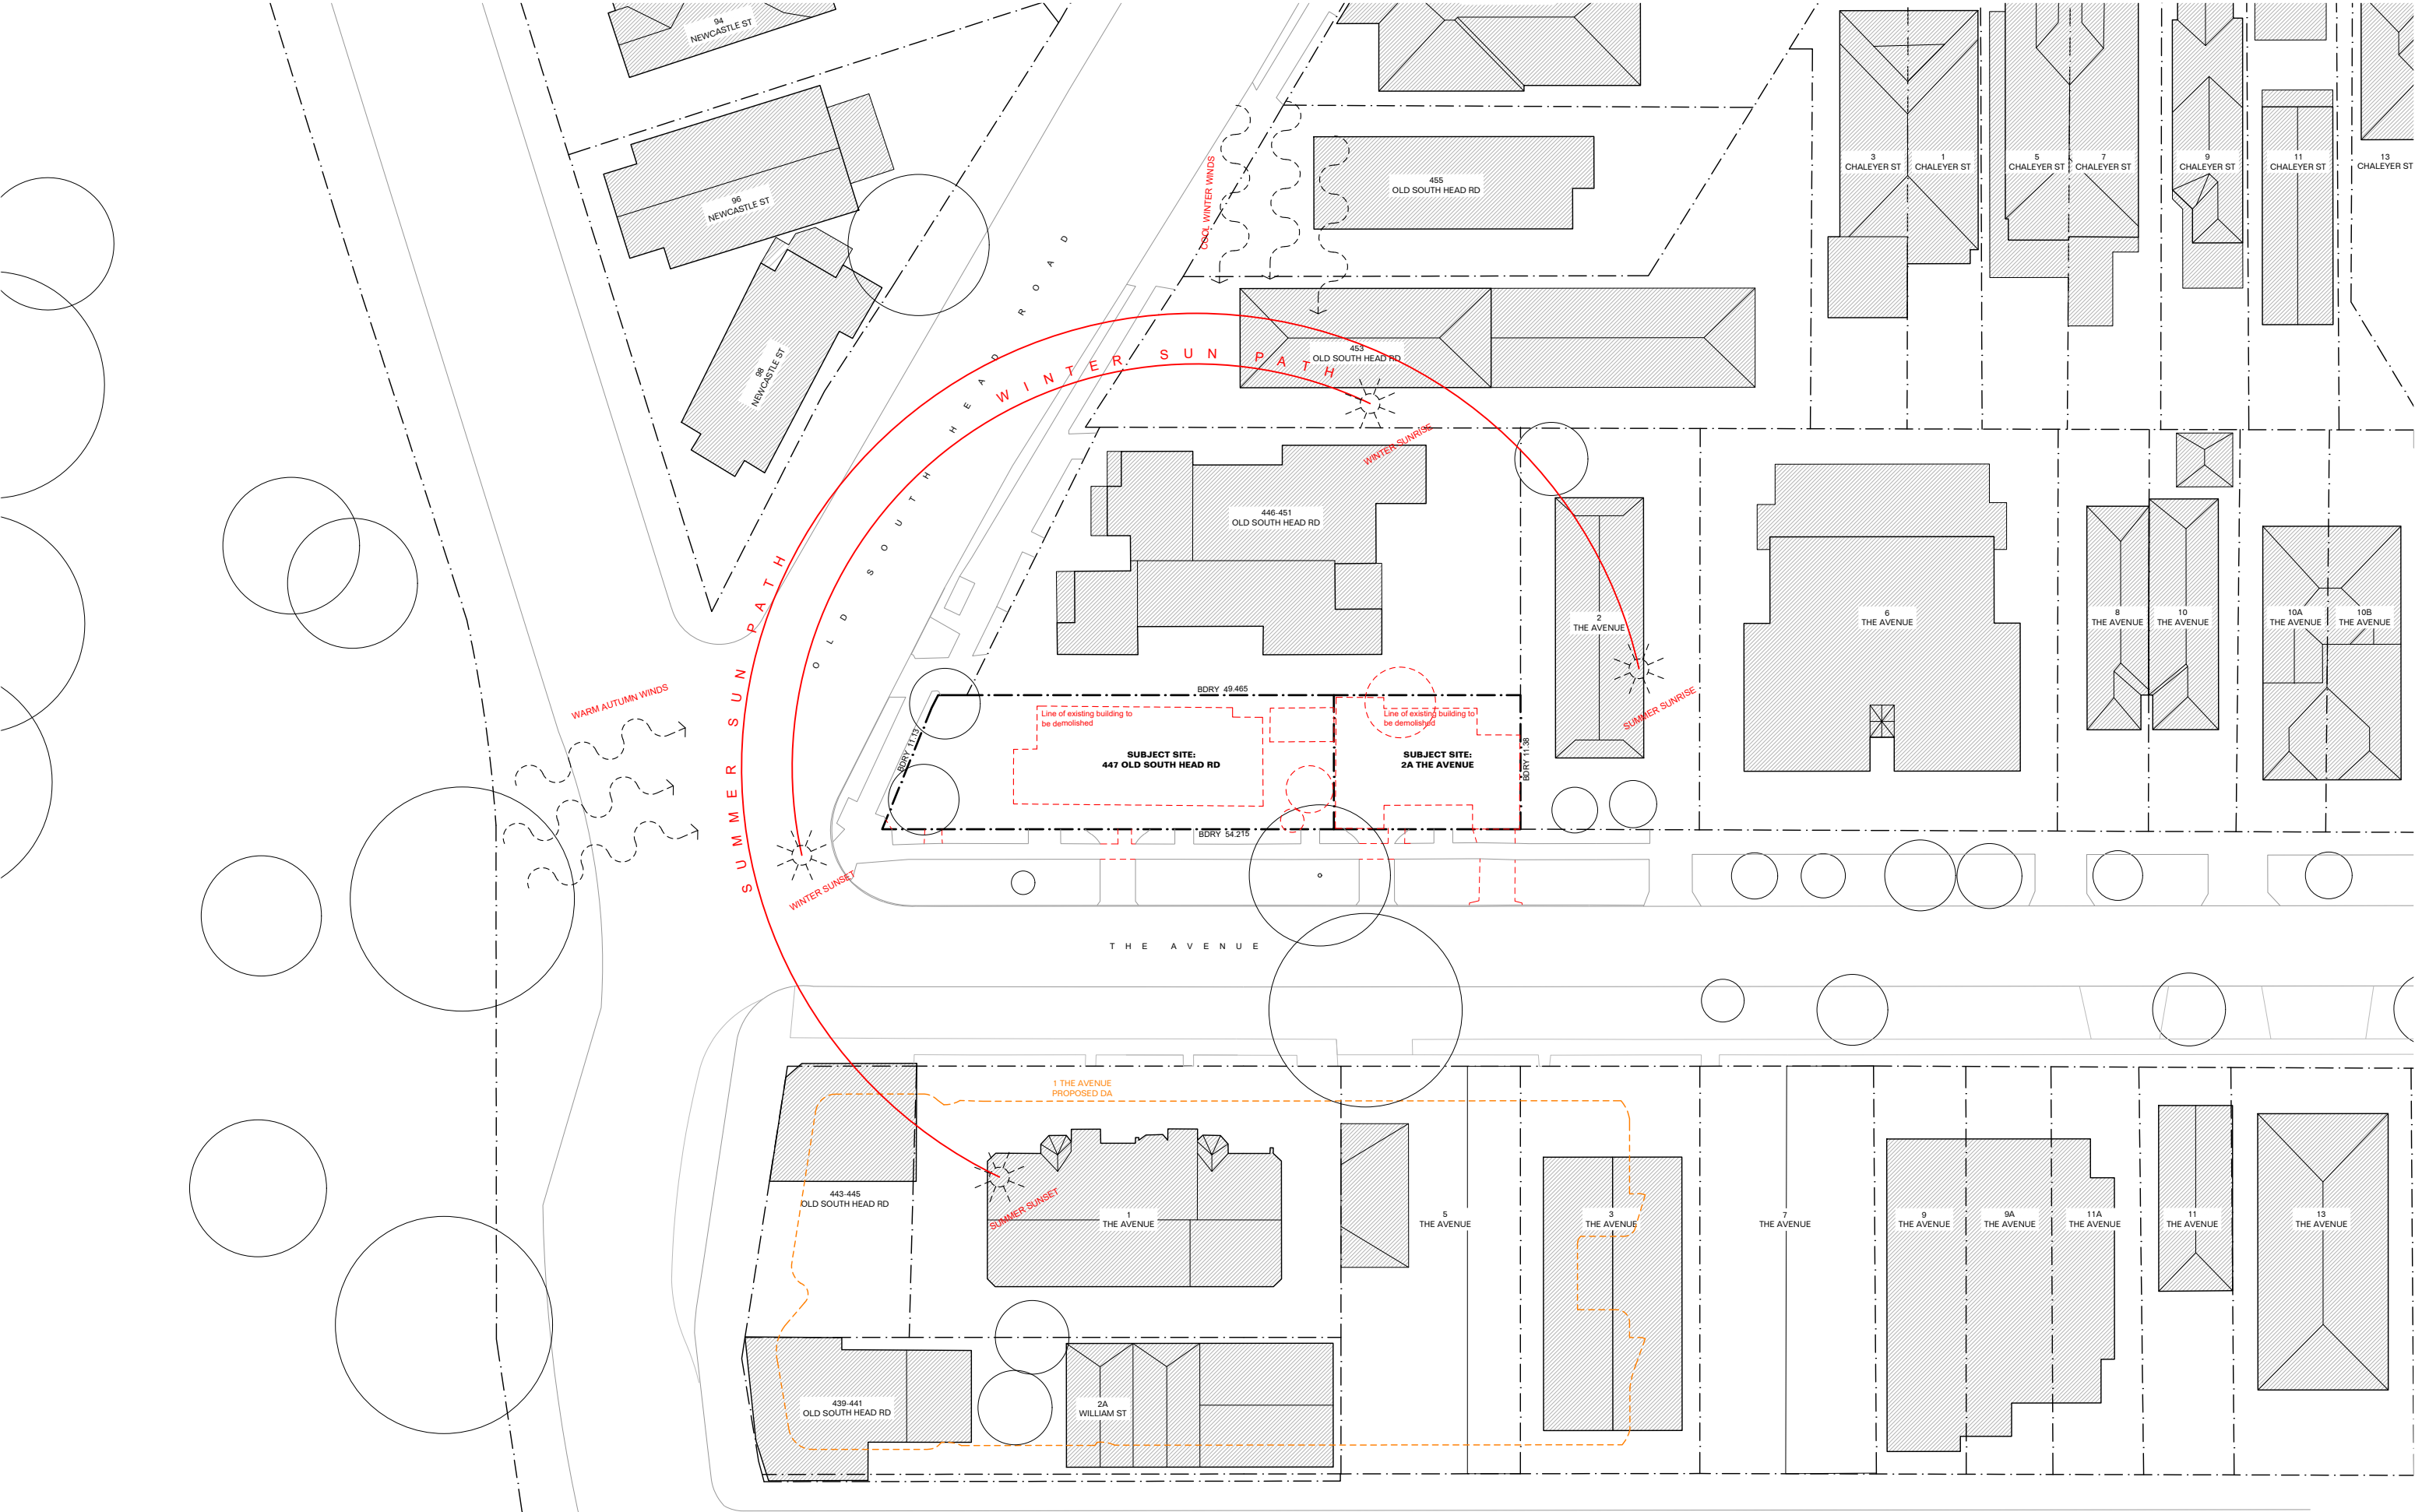 94
NEWCASTLE ST
96
NEWCASTLE ST
98
NEWCASTLE ST
OLD SOUTH HEAD ROAD
COOL WINTER WINDS
455
OLD SOUTH HEAD RD
3
CHALEYER ST
1
CHALEYER ST
5
CHALEYER ST
7
CHALEYER ST
9
CHALEYER ST
11
CHALEYER ST
13
CHALEYER ST
453
OLD SOUTH HEAD RD
WINTER SUN PATH
WINTER SUNRISE
446-451
OLD SOUTH HEAD RD
SUMMER SUN PATH
WARM AUTUMN WINDS
2
THE AVENUE
SUMMER SUNRISE
6
THE AVENUE
8
THE AVENUE
10
THE AVENUE
10A
THE AVENUE
10B
THE AVENUE
BDRY 49.465
BDRY 11.13
BDRY 11.38
BDRY 54.215
Line of existing building to
be demolished
Line of existing building to
be demolished
SUBJECT SITE:
447 OLD SOUTH HEAD RD
SUBJECT SITE:
2A THE AVENUE
WINTER SUNSET
THE AVENUE
1 THE AVENUE
PROPOSED DA
443-445
OLD SOUTH HEAD RD
SUMMER SUNSET
1
THE AVENUE
5
THE AVENUE
3
THE AVENUE
7
THE AVENUE
9
THE AVENUE
9A
THE AVENUE
11A
THE AVENUE
11
THE AVENUE
13
THE AVENUE
439-441
OLD SOUTH HEAD RD
2A
WILLIAM ST